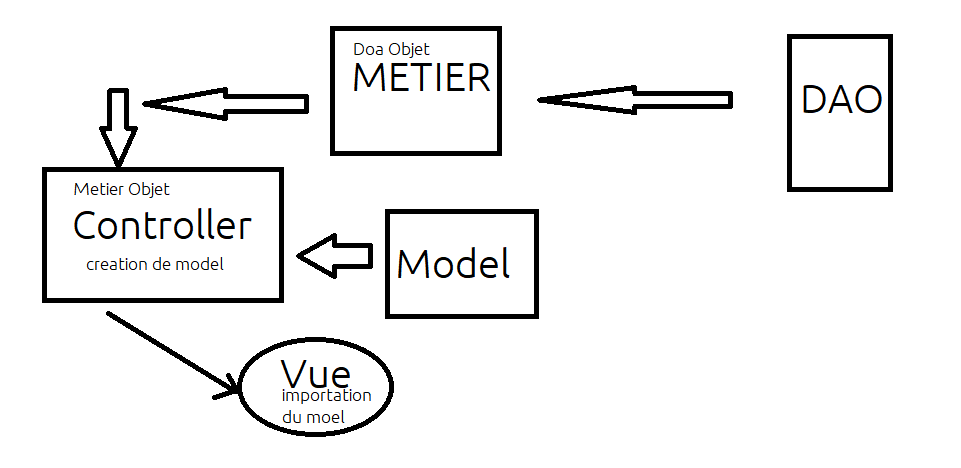 Doa Objet
METIER
DAO
Metier Objet
Controller
creation de model
Model
Vue
importation
du moel